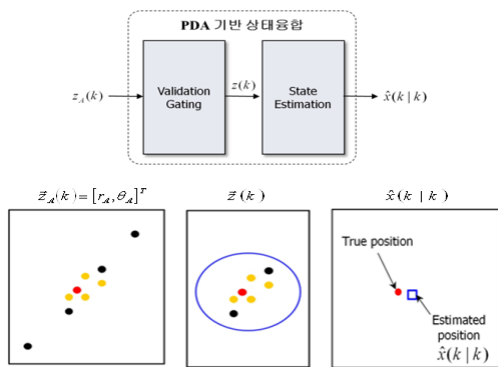 PDA 기반 상태융합
z_A(k)
Validation
Gating
z(k)
State
Estimation
x̂(k|k)
z⃗_A(k)=[r_A,θ_A]^T
z⃗(k)
x̂(k|k)
True position
Estimated
position
x̂(k|k)